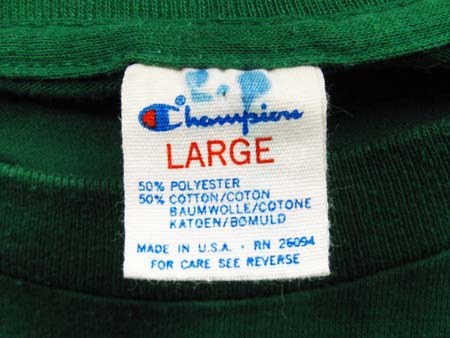 Champion
LARGE
50% POLYESTER
50% COTTON/COTON
BAUMWOLLE/COTONE
KATOEN/BOMULD
MADE IN U.S.A. · RN 26094
FOR CARE SEE REVERSE